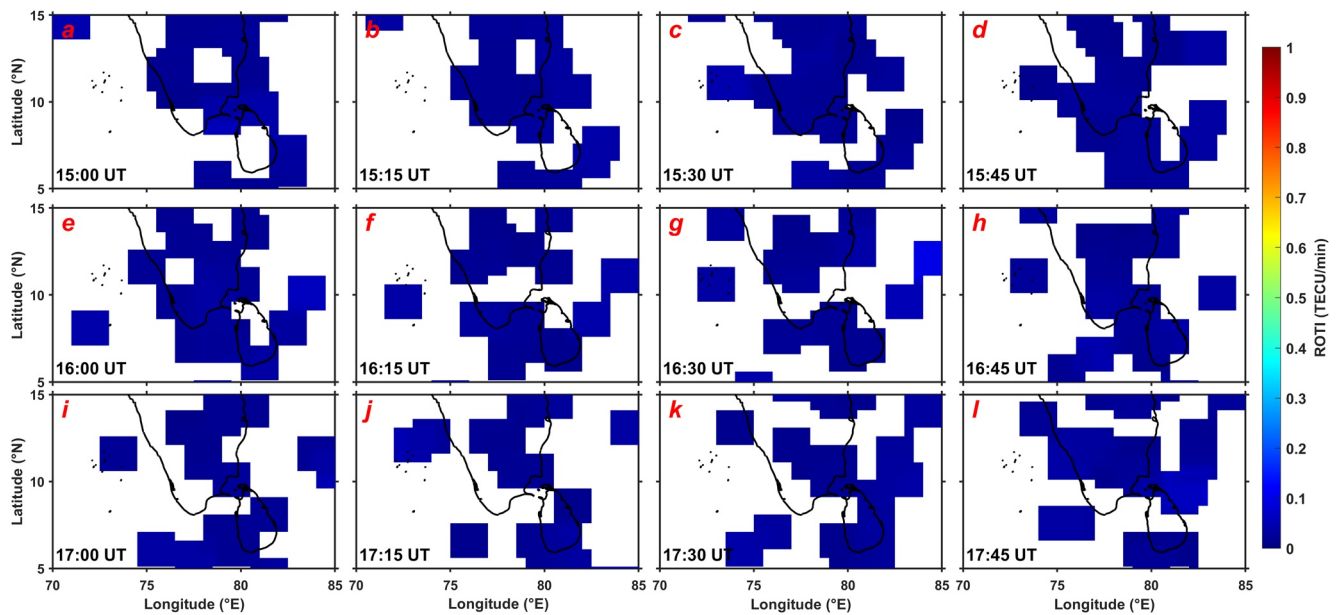 a
b
c
d
15
10
5
Latitude (°N)
15:00 UT
15:15 UT
15:30 UT
15:45 UT
e
f
g
h
15
10
5
Latitude (°N)
16:00 UT
16:15 UT
16:30 UT
16:45 UT
i
j
k
l
15
10
5
Latitude (°N)
17:00 UT
17:15 UT
17:30 UT
17:45 UT
70 75 80 85
70 75 80 85
70 75 80 85
70 75 80 85
Longitude (°E)
Longitude (°E)
Longitude (°E)
Longitude (°E)
1
0.9
0.8
0.7
0.6
0.5
0.4
0.3
0.2
0.1
0
ROTI (TECU/min)